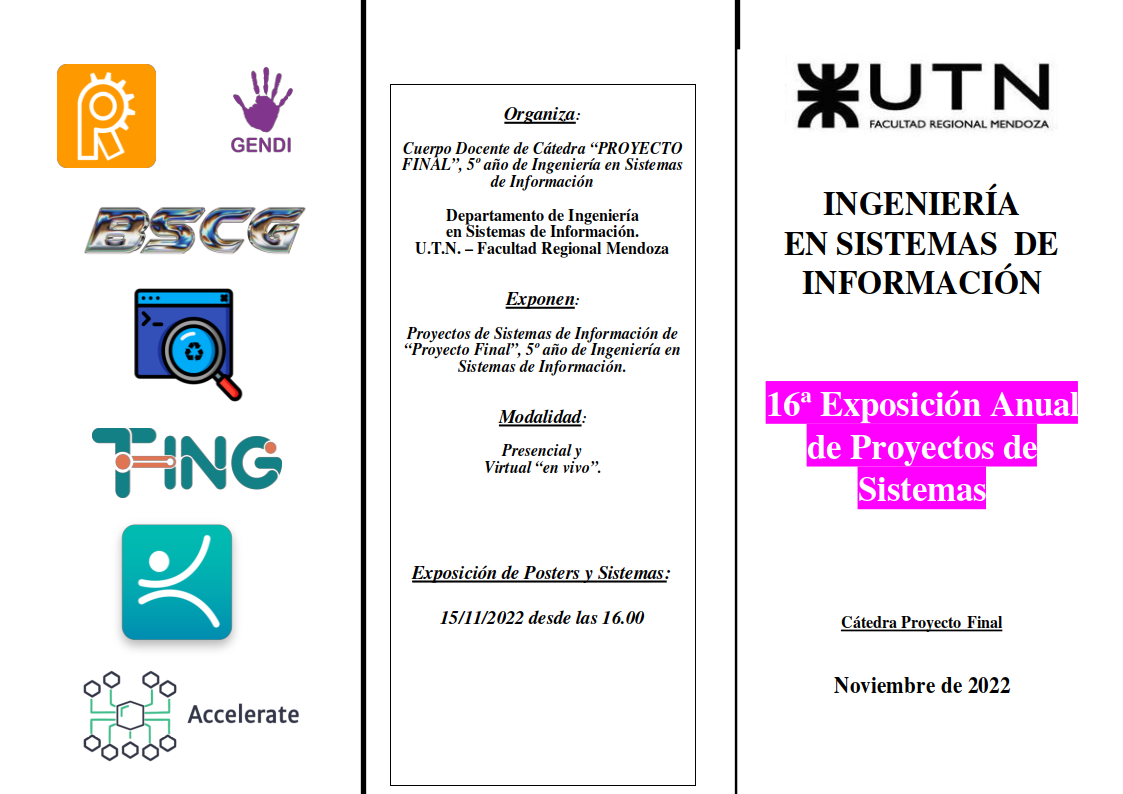 GENDI
BSCG
T-ING
Accelerate
Organiza:
Cuerpo Docente de Cátedra “PROYECTO
FINAL”, 5º año de Ingeniería en Sistemas
de Información
Departamento de Ingeniería
en Sistemas de Información.
U.T.N. – Facultad Regional Mendoza
Exponen:
Proyectos de Sistemas de Información de
“Proyecto Final”, 5º año de Ingeniería en
Sistemas de Información.
Modalidad:
Presencial y
Virtual “en vivo”.
Exposición de Posters y Sistemas:
15/11/2022 desde las 16.00
UTN
FACULTAD REGIONAL MENDOZA
INGENIERÍA
EN SISTEMAS DE
INFORMACIÓN
16ª Exposición Anual
de Proyectos de
Sistemas
Cátedra Proyecto Final
Noviembre de 2022